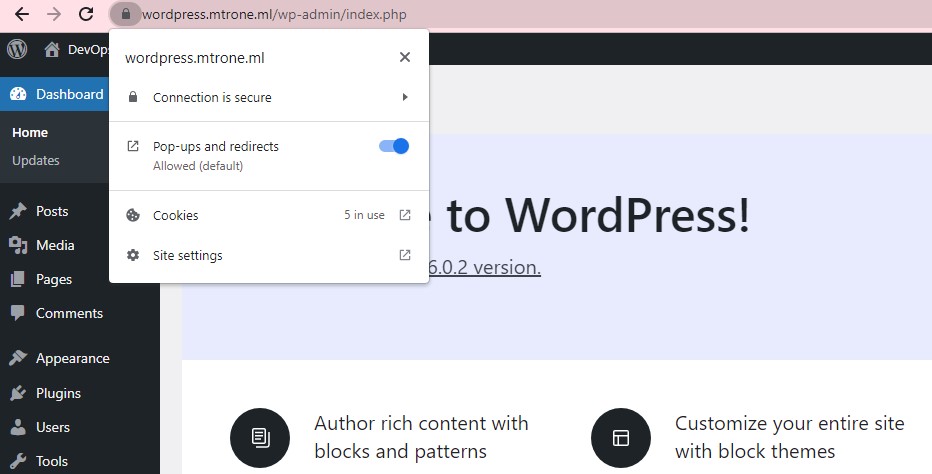 wordpress.mtrone.ml/wp-admin/index.php
DevOps
wordpress.mtrone.ml
Connection is secure
Pop-ups and redirects
Allowed (default)
Cookies
5 in use
Site settings
Dashboard
Home
Updates
Posts
Media
Pages
Comments
Appearance
Plugins
Users
Tools
to WordPress!
6.0.2 version.
Author rich content with
blocks and patterns
Customize your entire site
with block themes